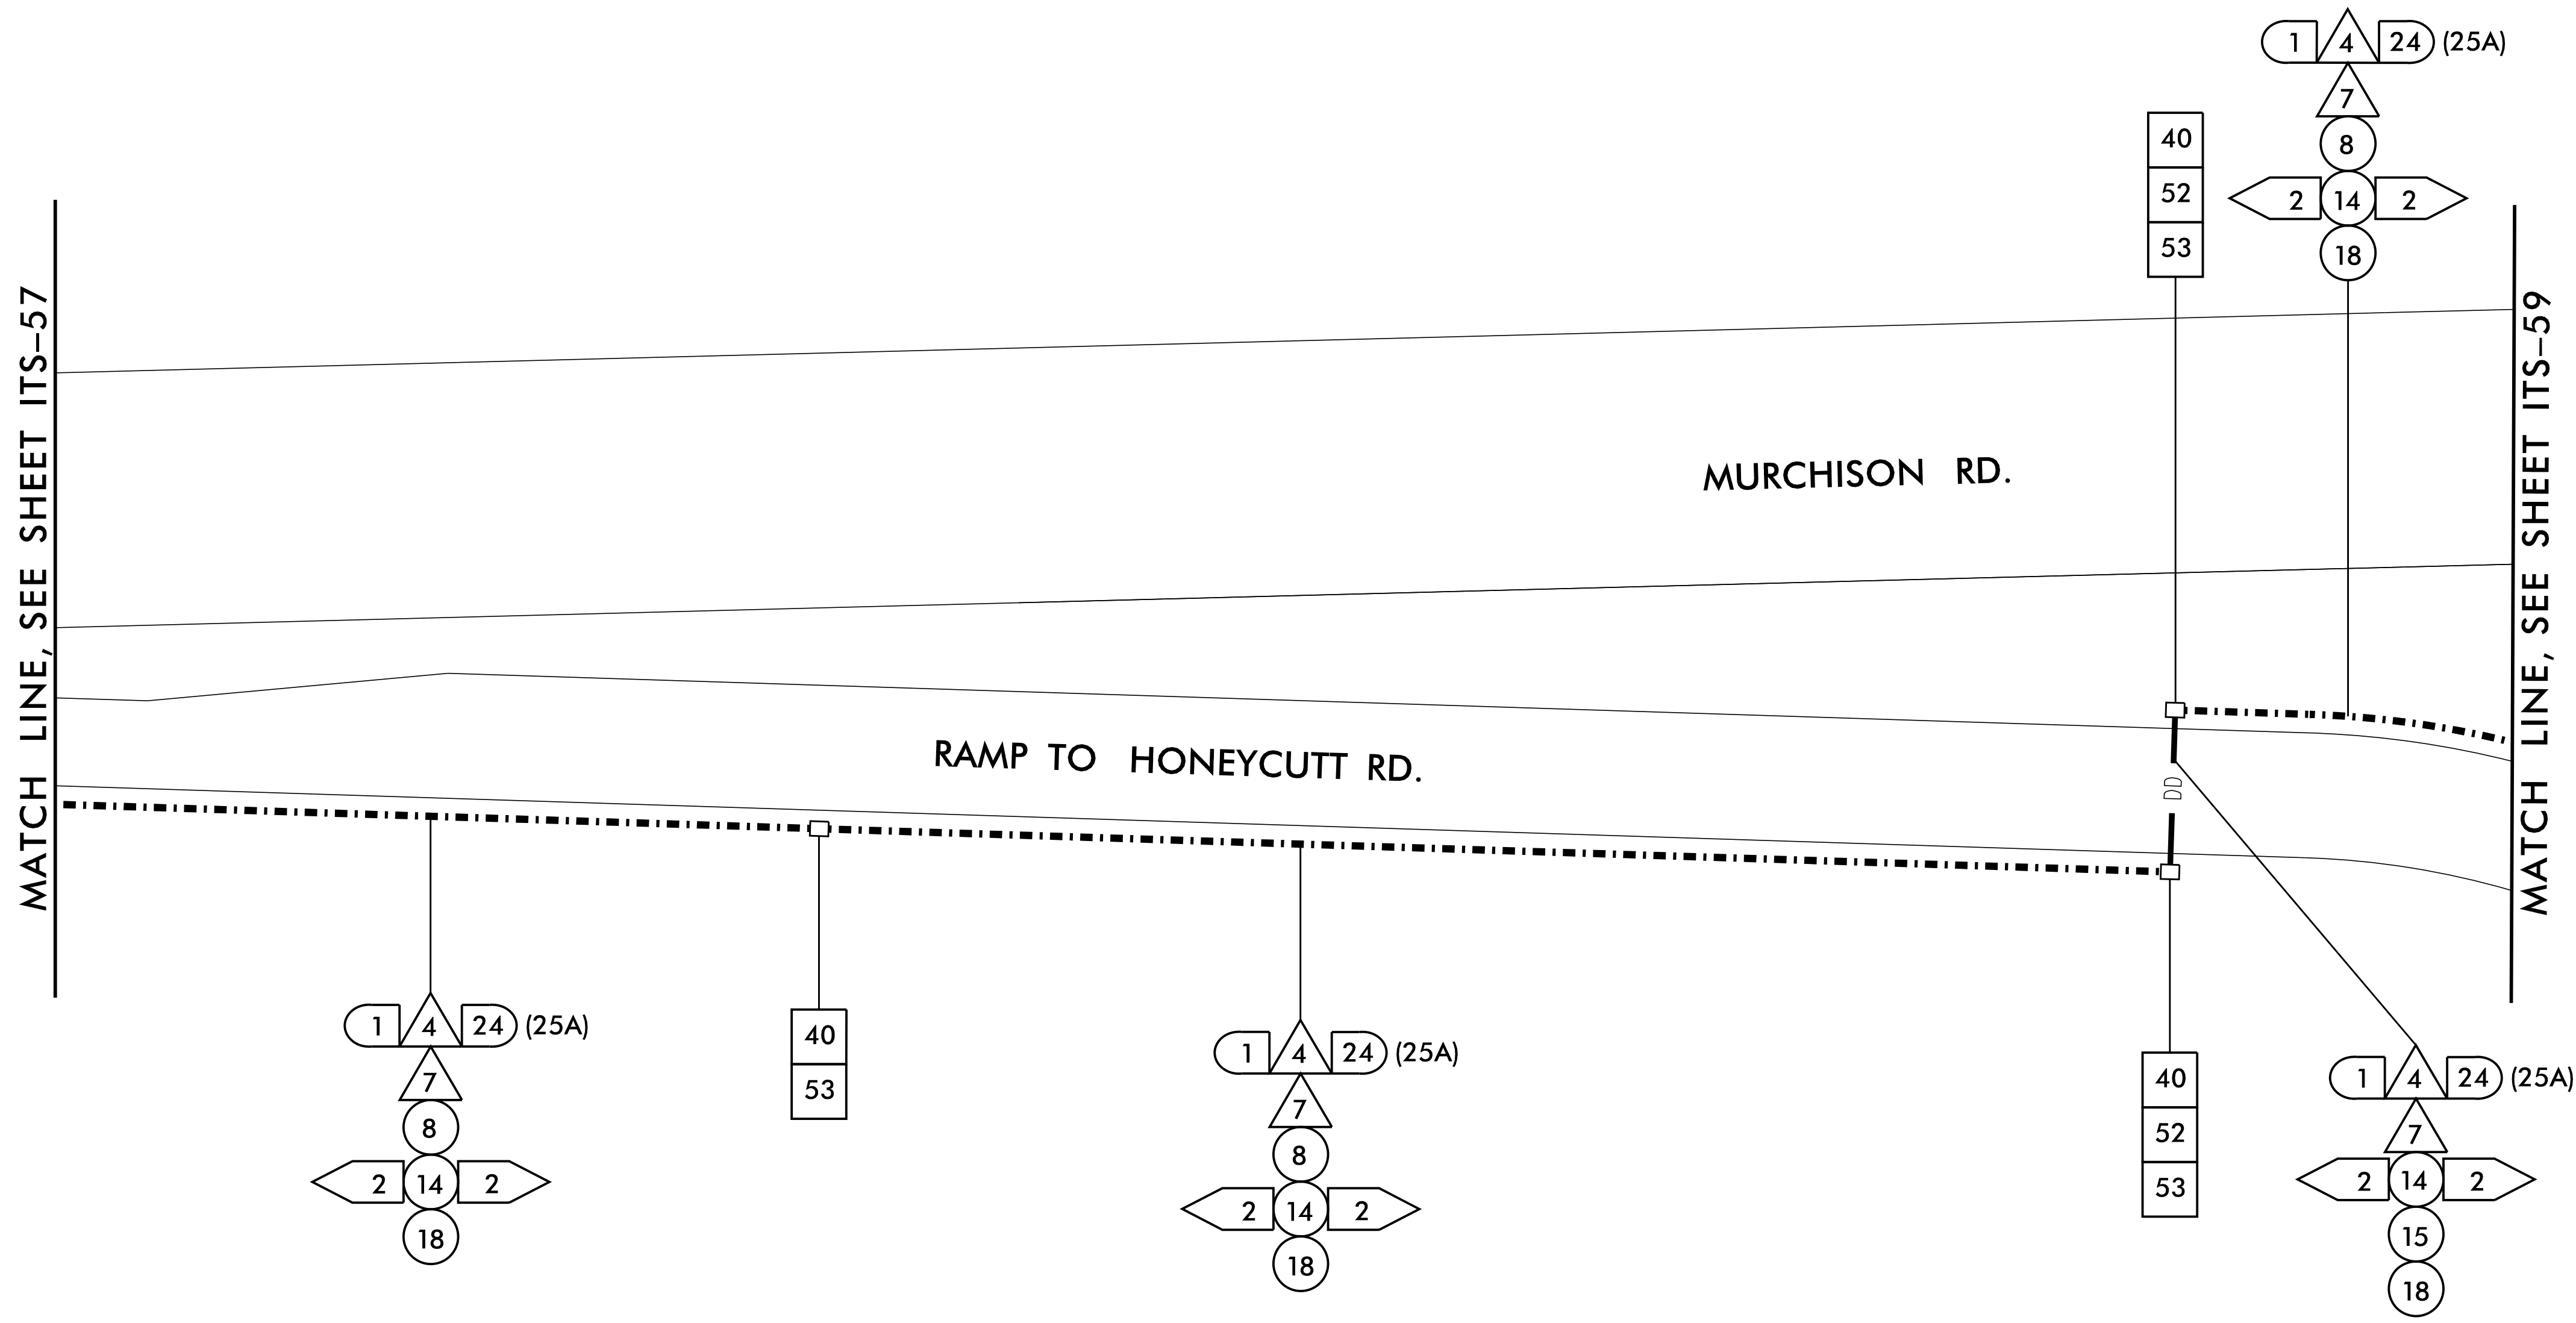 1 4 24 (25A)
7
8
2 14 2
18
40
52
53
MATCH LINE, SEE SHEET ITS-57
MURCHISON RD.
MATCH LINE, SEE SHEET ITS-59
RAMP TO HONEYCUTT RD.
DD
1 4 24 (25A)
7
8
2 14 2
18
40
53
1 4 24 (25A)
7
8
2 14 2
18
40
52
53
1 4 24 (25A)
7
2 14 2
15
18